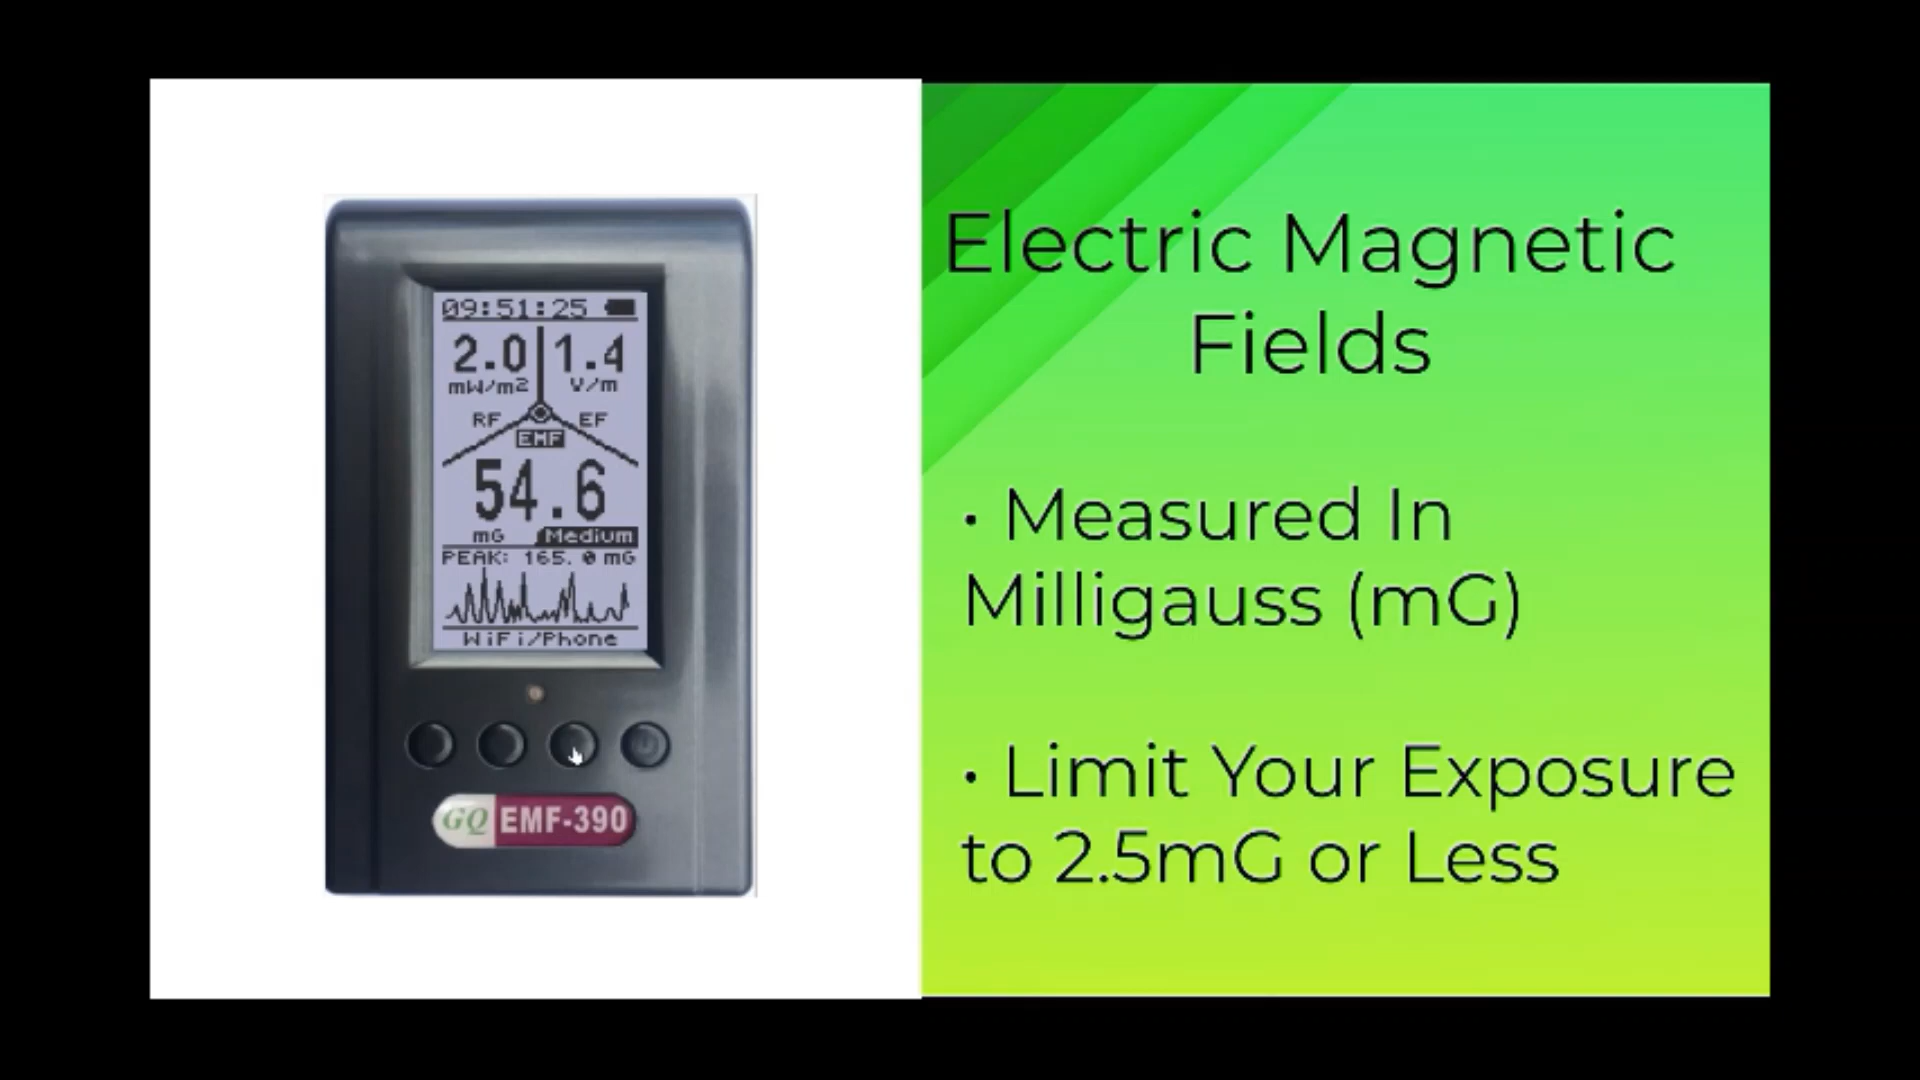 09:51:25
2.0 1.4
mW/m2 V/m
RF EF
EMF
54.6
mG Medium
PEAK: 165.0 mG
WiFi/Phone
GQ EMF-390
Electric Magnetic
Fields
• Measured In
Milligauss (mG)
• Limit Your Exposure
to 2.5mG or Less